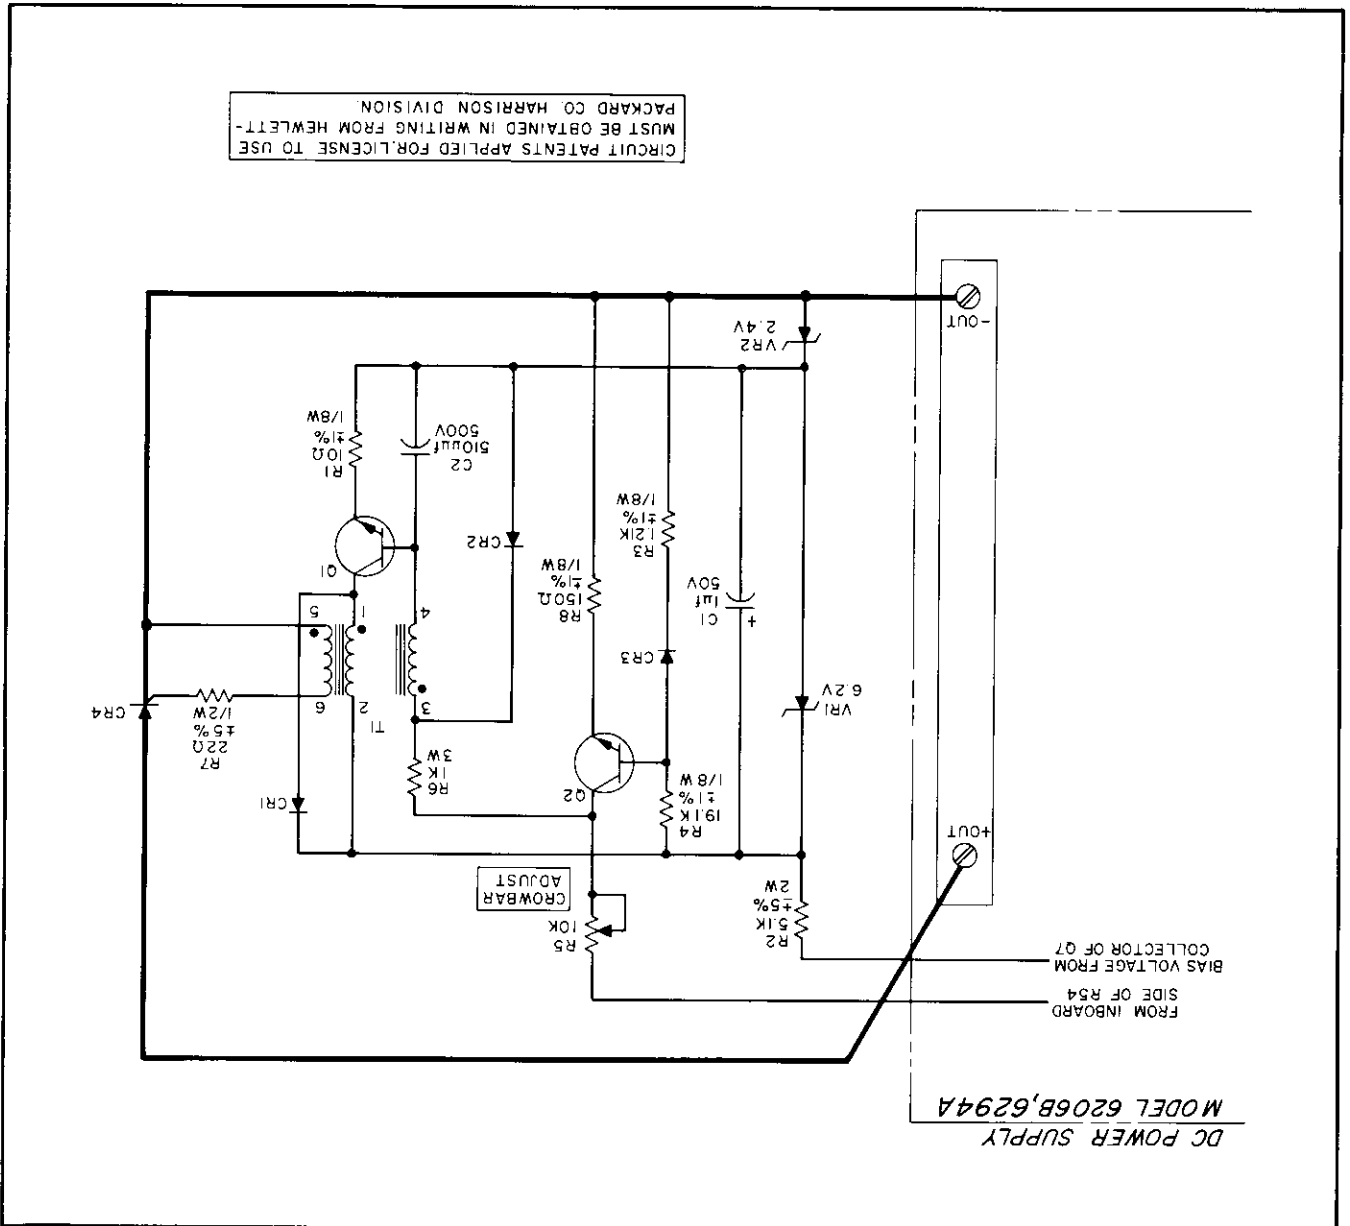 DC POWER SUPPLY
MODEL 6206B,6294A
FROM INBOARD
SIDE OF R54
BIAS VOLTAGE FROM
COLLECTOR OF Q7
R2
5.1K
±5%
2W
R5
10K
CROWBAR
ADJUST
+OUT
R4
19.1K
±1%
1/8W
Q2
R6
1K
3W
CR1
R7
22Ω
±5%
1/2W
CR4
VR1
6.2V
CR3
3
T1
2
6
C1
1µf
50V
+
R8
150Ω
±1%
1/8W
4
1
5
R3
1.21K
±1%
1/8W
CR2
Q1
C2
510µµf
500V
R1
10Ω
±1%
1/8W
VR2
2.4V
-OUT
CIRCUIT PATENTS APPLIED FOR.LICENSE TO USE
MUST BE OBTAINED IN WRITING FROM HEWLETT-
PACKARD CO. HARRISON DIVISION.